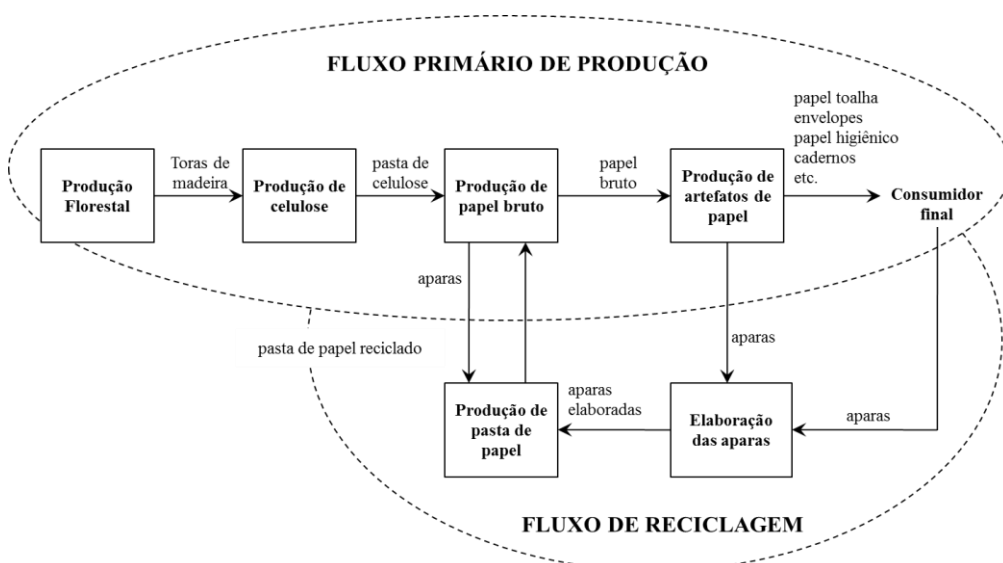 FLUXO PRIMÁRIO DE PRODUÇÃO
papel toalha
envelopes
papel higiênico
cadernos
etc.
Toras de
madeira
pasta de
celulose
papel
bruto
Produção
Florestal
Produção de
celulose
Produção de
papel bruto
Produção de
artefatos de
papel
Consumidor
final
aparas
pasta de papel reciclado
aparas
Produção de
pasta de
papel
aparas
elaboradas
Elaboração
das aparas
aparas
FLUXO DE RECICLAGEM